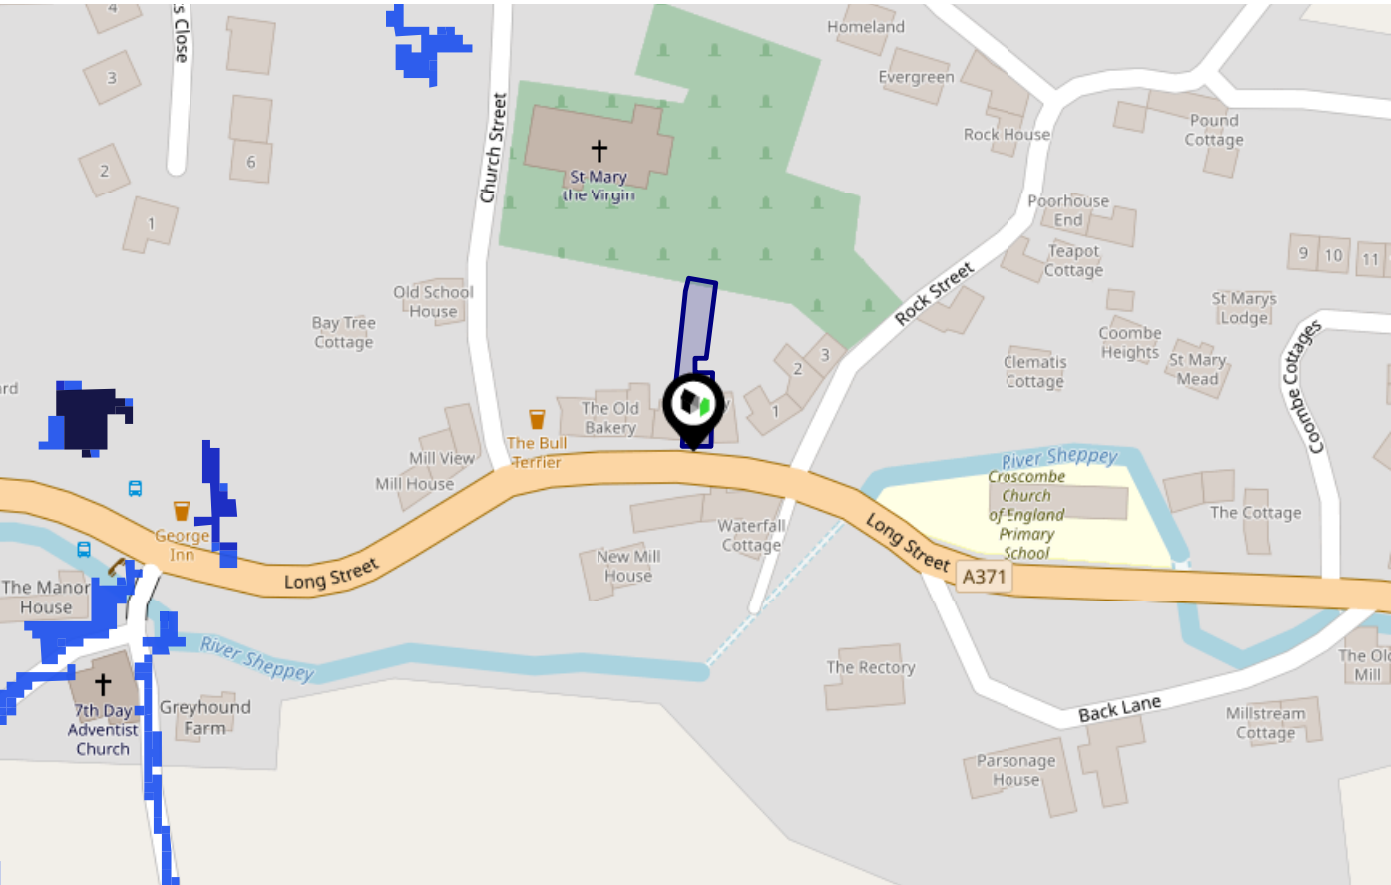 4
s Close
3
2
6
1
Church Street
St Mary
the Virgin
Homeland
Evergreen
Rock House
Pound
Cottage
Poorhouse
End
Teapot
Cottage
9
10
11
St Marys
Lodge
Rock Street
Old School
House
Bay Tree
Cottage
Coombe
Heights
Clematis
Cottage
St Mary
Mead
Coombe Cottages
3
2
1
The Old
Bakery
The Bull
Terrier
Mill View
Mill House
ard
George
Inn
The Manor
House
Long Street
River Sheppey
7th Day
Adventist
Church
Greyhound
Farm
New Mill
House
Waterfall
Cottage
River Sheppey
Croscombe
Church
of England
Primary
School
The Cottage
Long Street
A371
The Rectory
Back Lane
The Old
Mill
Millstream
Cottage
Parsonage
House